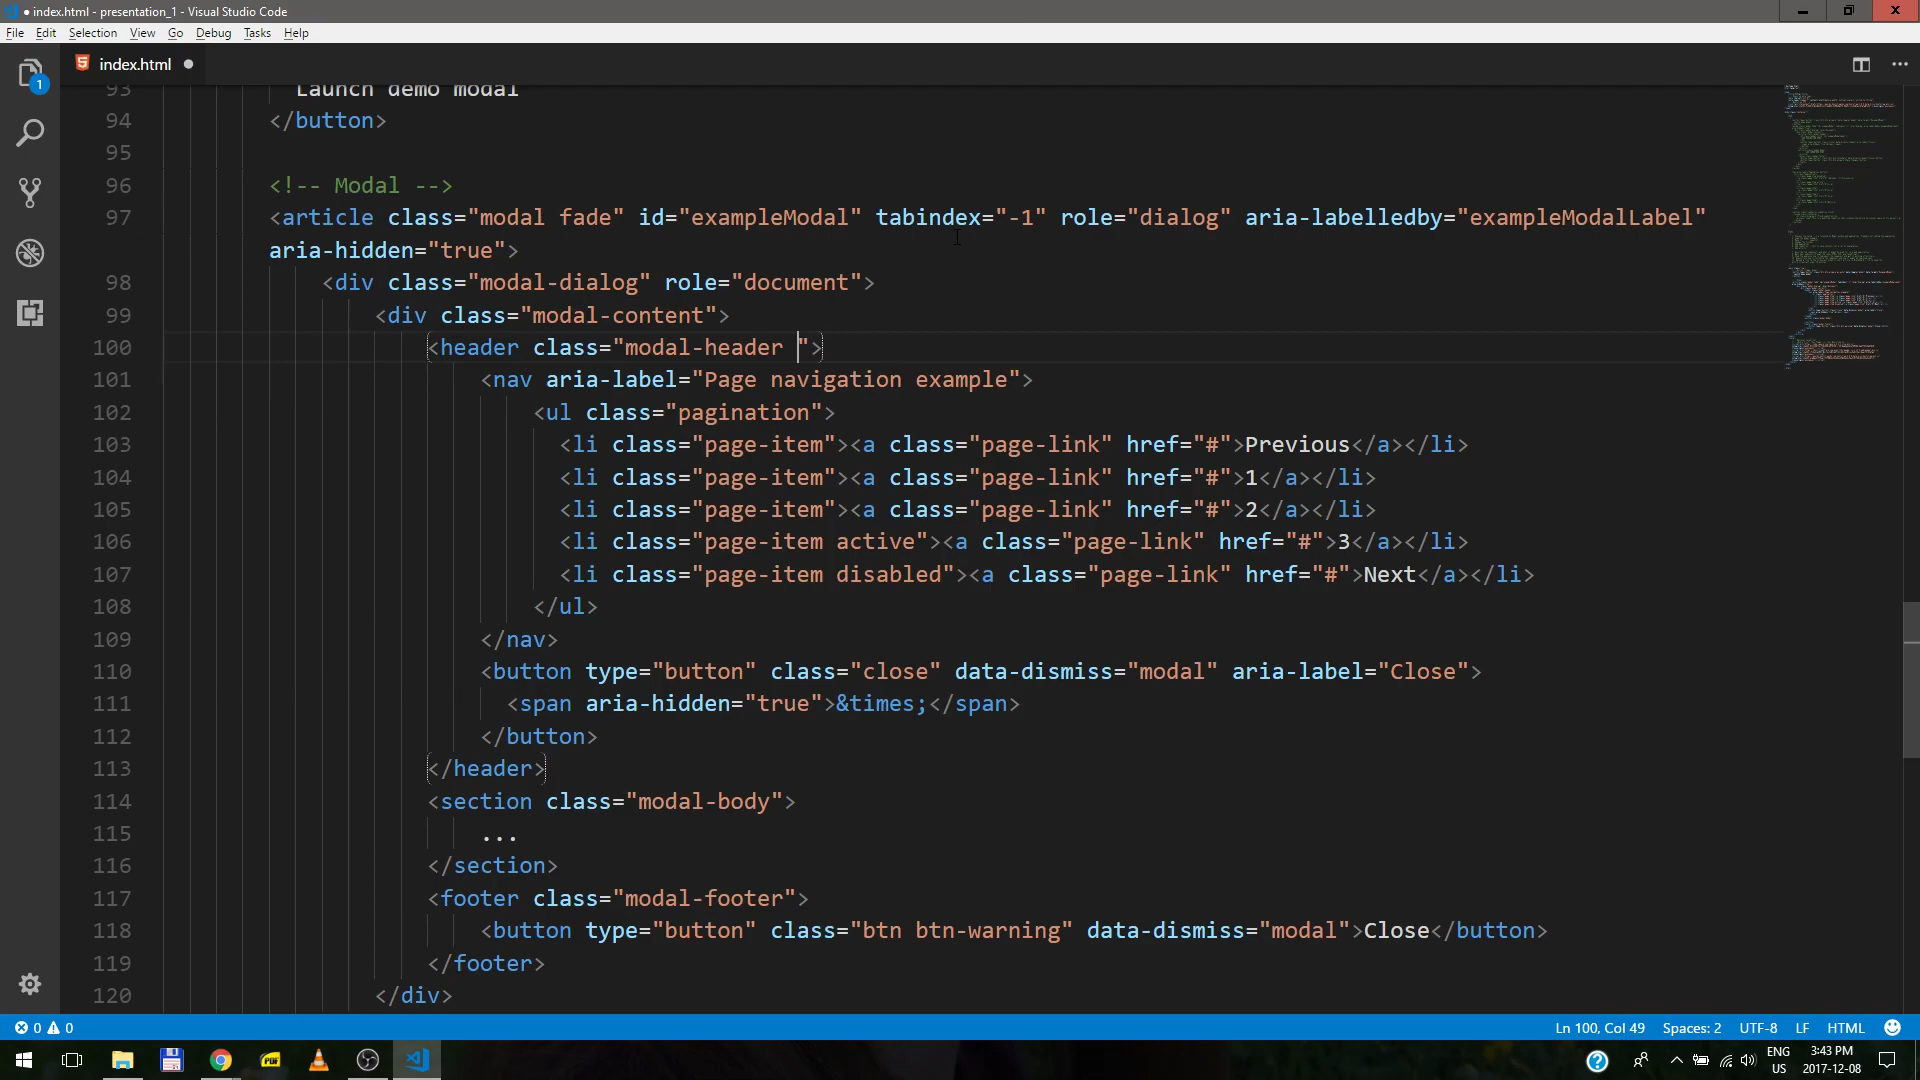 index.html - presentation_1 - Visual Studio Code
File Edit Selection View Go Debug Tasks Help
1
index.html
93 Launch demo modal
94 </button>
95
96 <!-- Modal -->
97 <article class="modal fade" id="exampleModal" tabindex="-1" role="dialog" aria-labelledby="exampleModalLabel"
aria-hidden="true">
98 <div class="modal-dialog" role="document">
99 <div class="modal-content">
100 <header class="modal-header ">
101 <nav aria-label="Page navigation example">
102 <ul class="pagination">
103 <li class="page-item"><a class="page-link" href="#">Previous</a></li>
104 <li class="page-item"><a class="page-link" href="#">1</a></li>
105 <li class="page-item"><a class="page-link" href="#">2</a></li>
106 <li class="page-item active"><a class="page-link" href="#">3</a></li>
107 <li class="page-item disabled"><a class="page-link" href="#">Next</a></li>
108 </ul>
109 </nav>
110 <button type="button" class="close" data-dismiss="modal" aria-label="Close">
111 <span aria-hidden="true">&times;</span>
112 </button>
113 </header>
114 <section class="modal-body">
115 ...
116 </section>
117 <footer class="modal-footer">
118 <button type="button" class="btn btn-warning" data-dismiss="modal">Close</button>
119 </footer>
120 </div>
0 0 Ln 100, Col 49 Spaces: 2 UTF-8 LF HTML
PDF
ENG 3:43 PM
US 2017-12-08